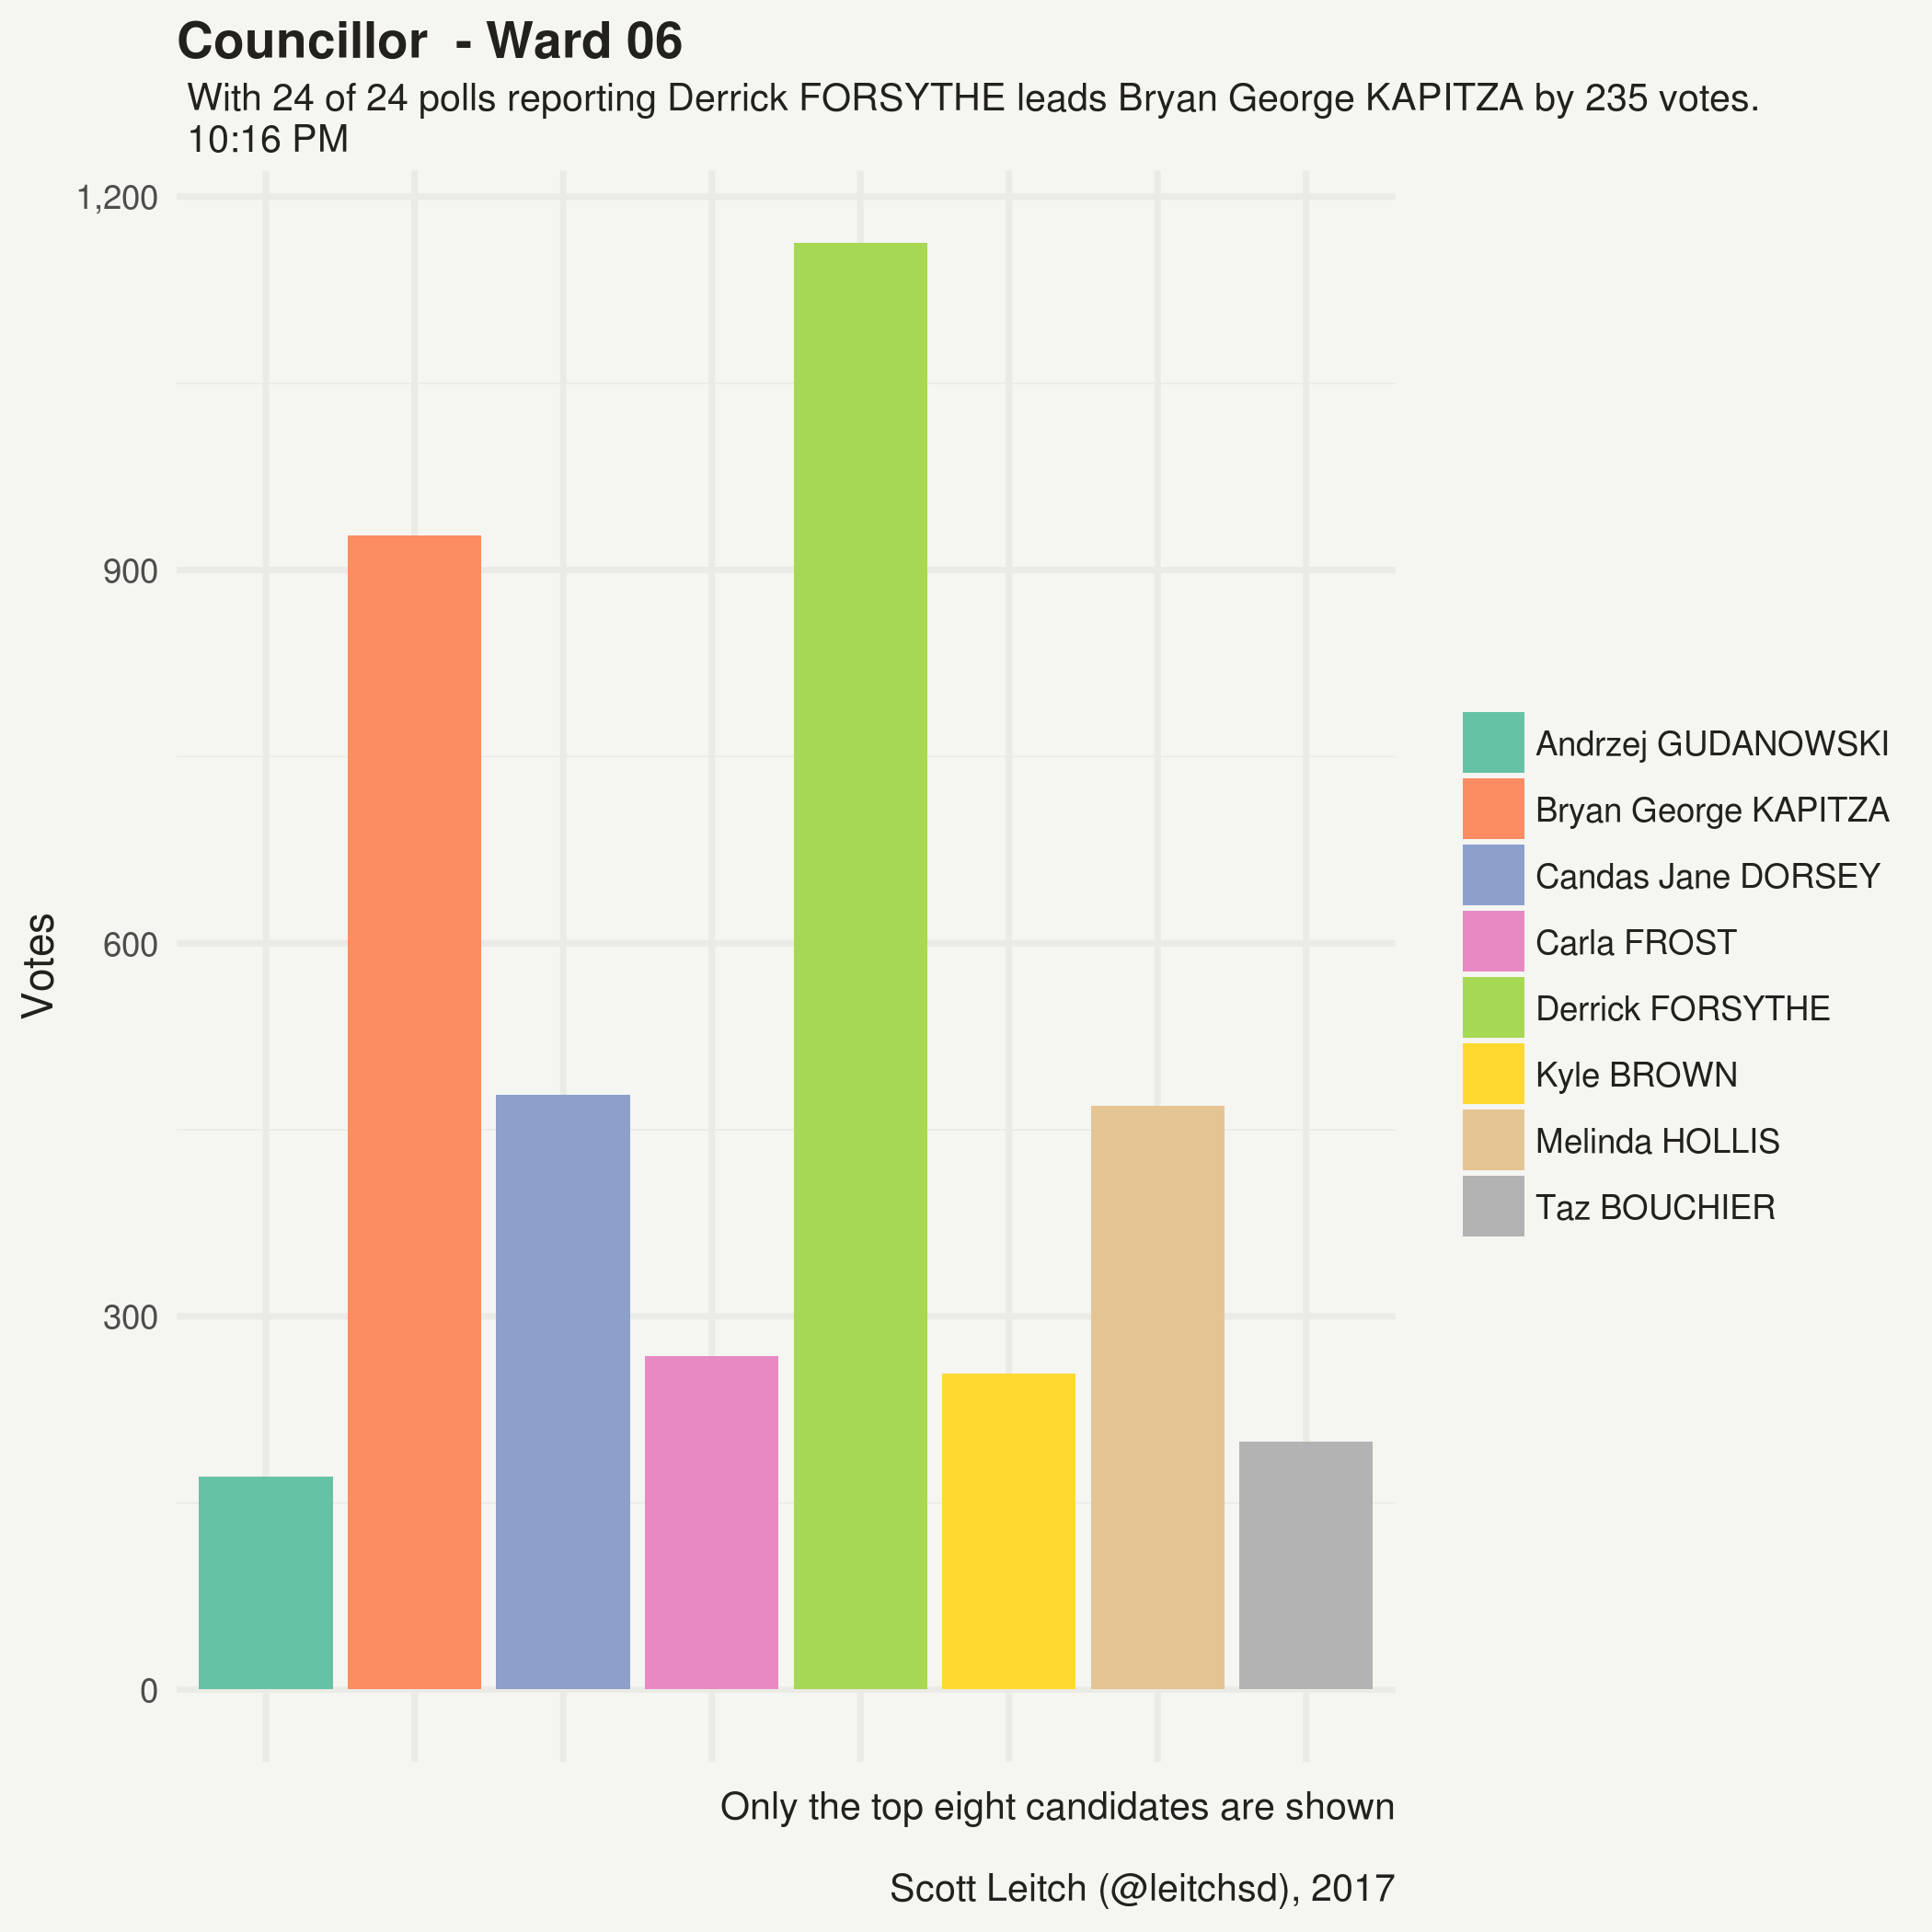 Councillor  - Ward 06
With 24 of 24 polls reporting Derrick FORSYTHE leads Bryan George KAPITZA by 235 votes.
10:16 PM
1,200
900
600
300
0
Votes
Andrzej GUDANOWSKI
Bryan George KAPITZA
Candas Jane DORSEY
Carla FROST
Derrick FORSYTHE
Kyle BROWN
Melinda HOLLIS
Taz BOUCHIER
Only the top eight candidates are shown
Scott Leitch (@leitchsd), 2017